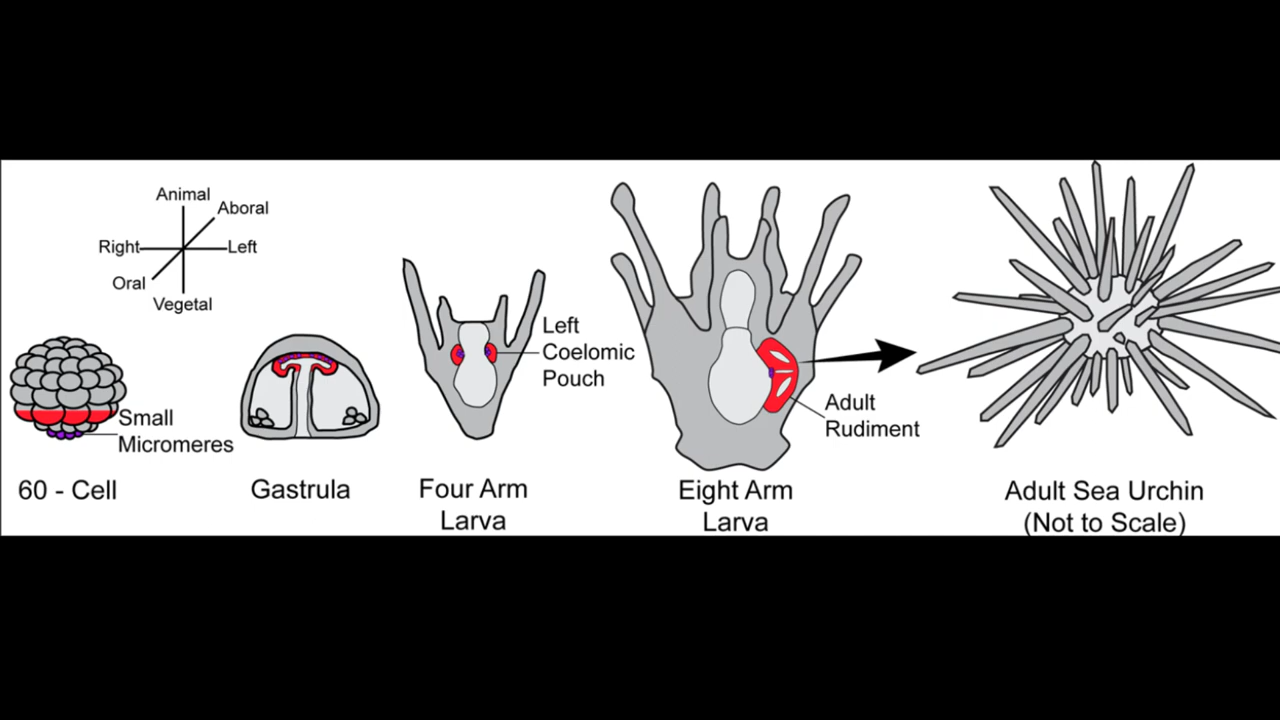 Animal
Aboral
Right
Left
Oral
Vegetal
Small
Micromeres
Left
Coelomic
Pouch
Adult
Rudiment
60 - Cell
Gastrula
Four Arm
Larva
Eight Arm
Larva
Adult Sea Urchin
(Not to Scale)